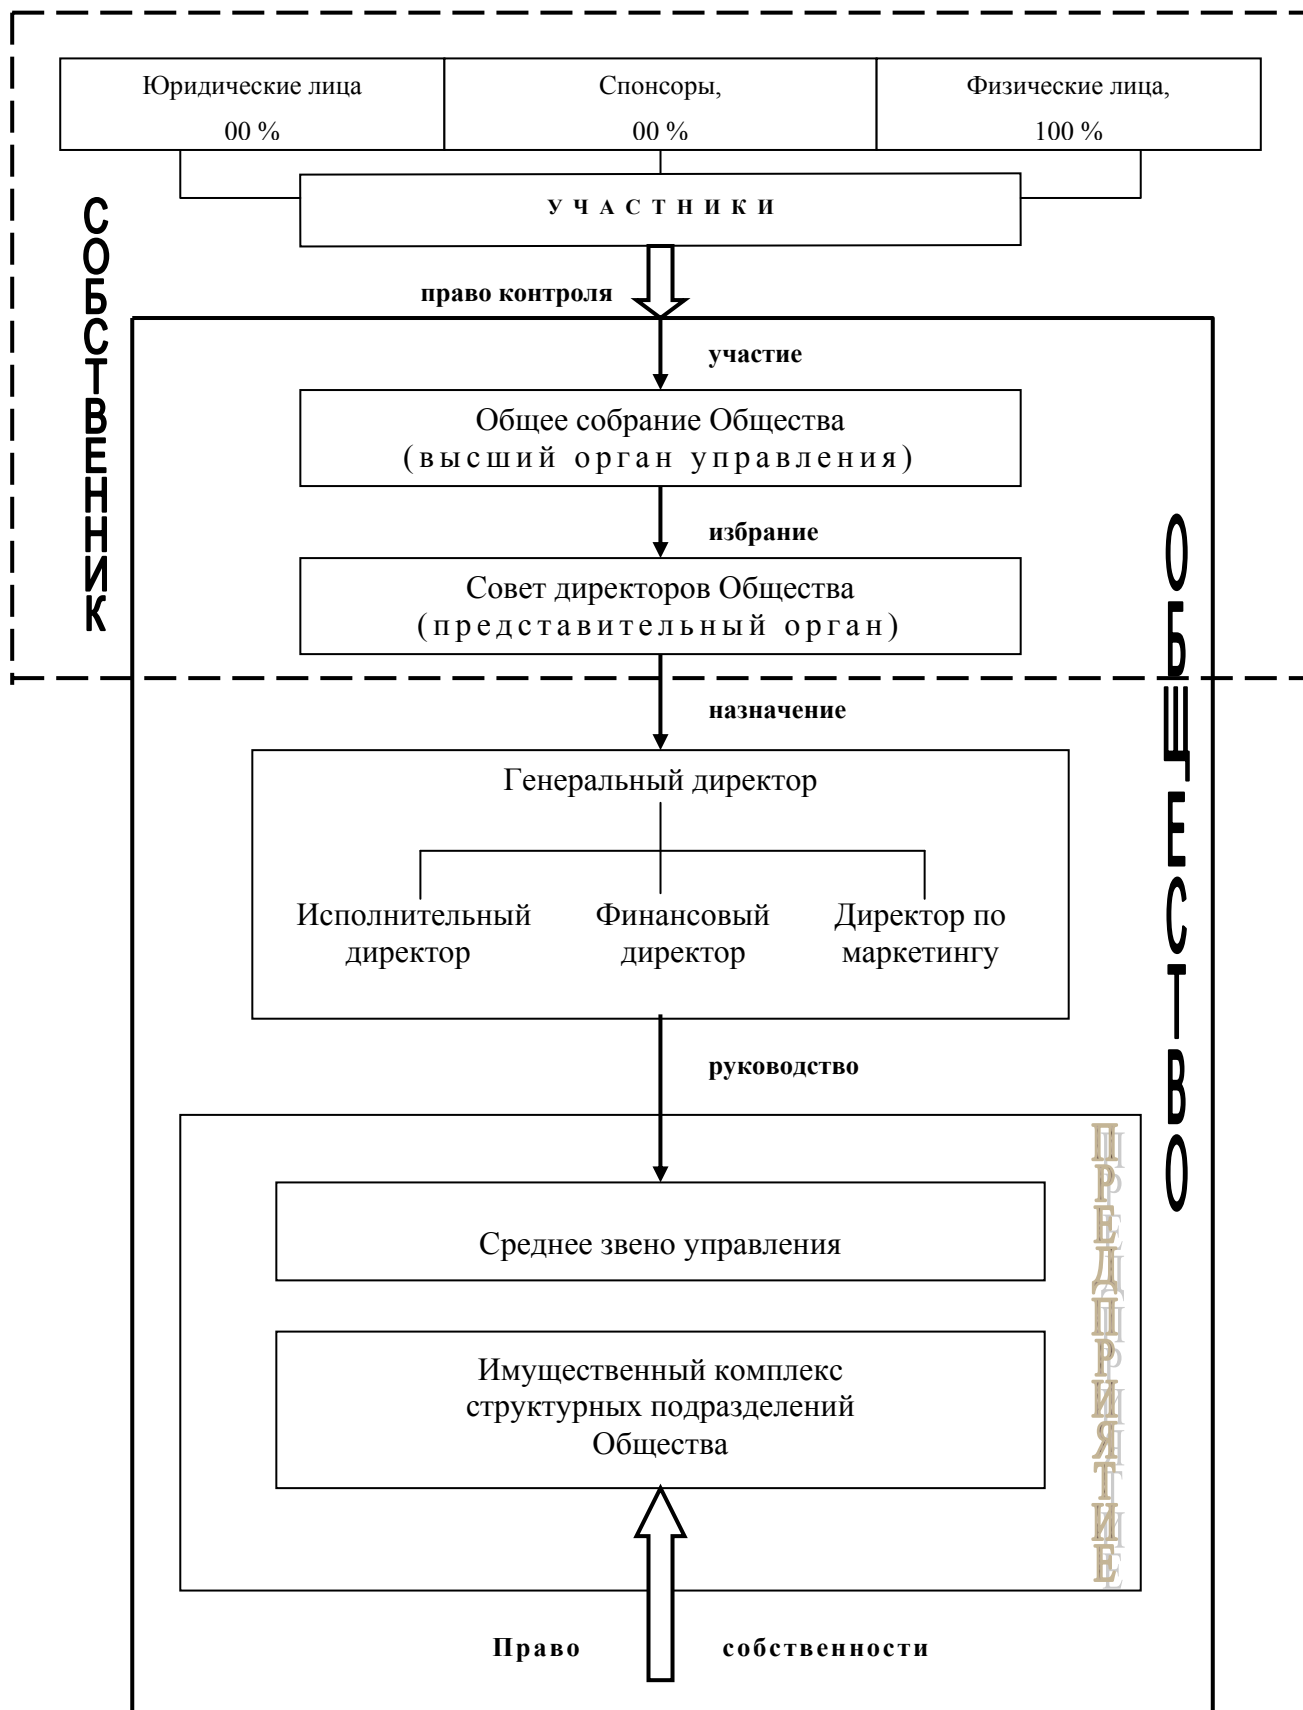 Юридические лица
00 %
Спонсоры,
00 %
Физические лица,
100 %
У Ч А С Т Н И К И
СОБСТВЕННИК
право контроля
участие
Общее собрание Общества
(высший орган управления)
избрание
Совет директоров Общества
(представительный орган)
ОБЩЕСТВО
назначение
Генеральный директор
Исполнительный
директор
Финансовый
директор
Директор по
маркетингу
руководство
ПРЕДПРИЯТИЕ
Среднее звено управления
Имущественный комплекс
структурных подразделений
Общества
Право собственности